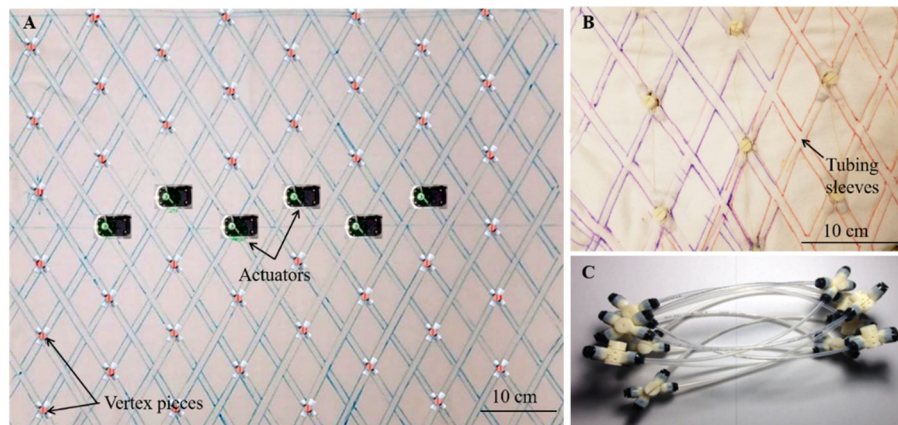 A
Actuators
Vertex pieces
10 cm
B
Tubing
sleeves
10 cm
C